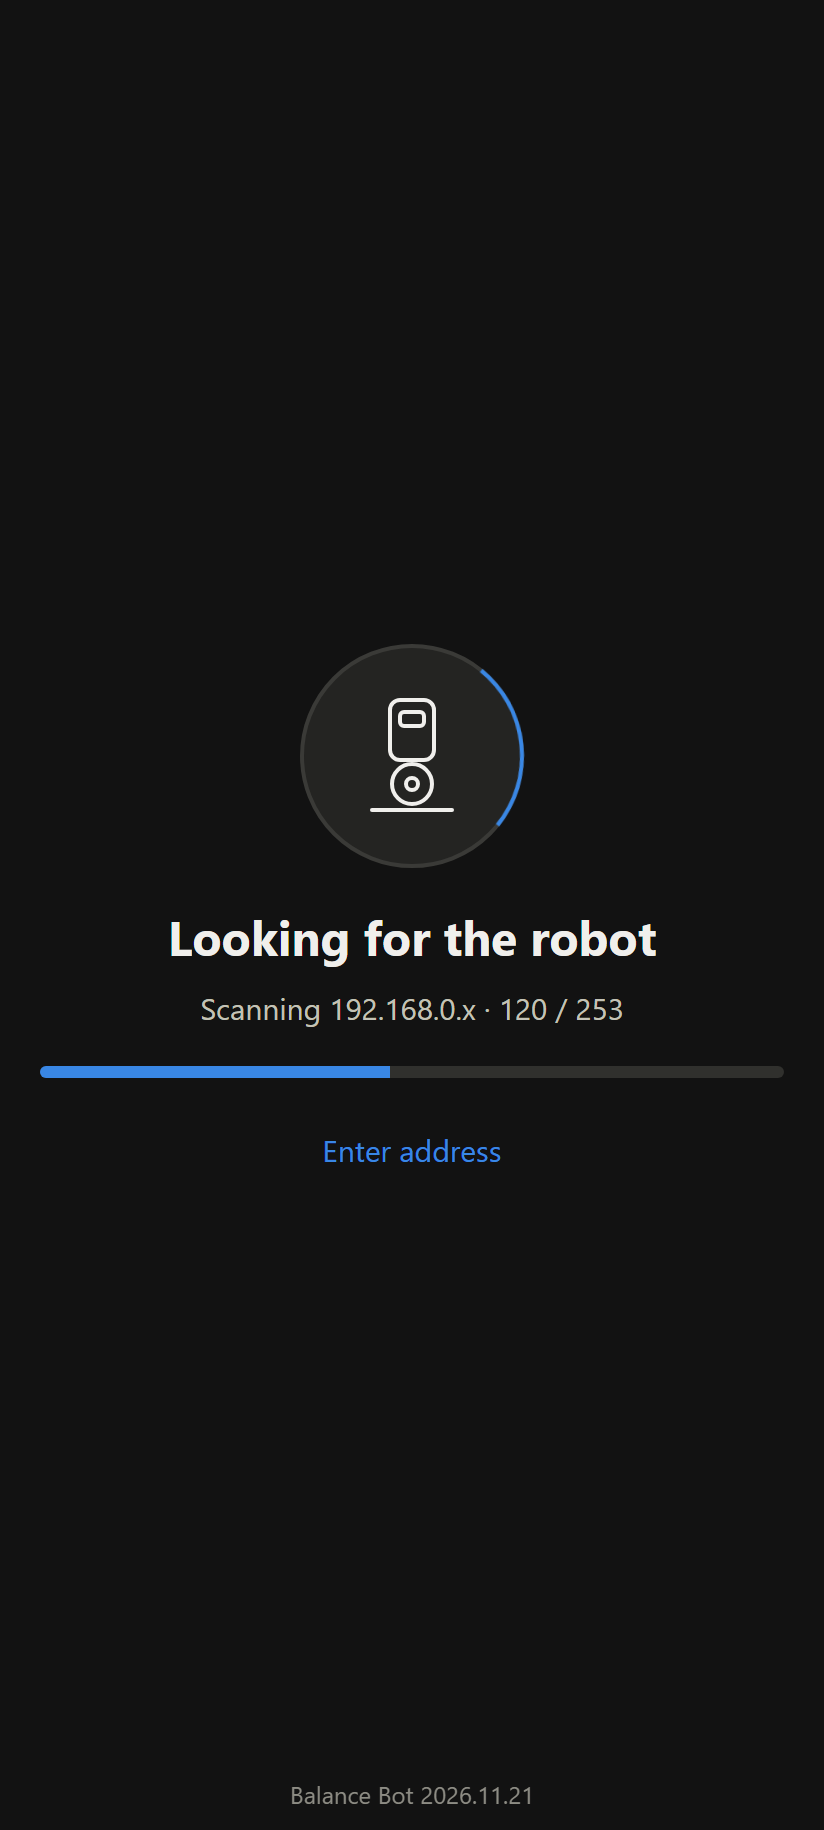 Looking for the robot
Scanning 192.168.0.x · 120 / 253
Enter address
Balance Bot 2026.11.21